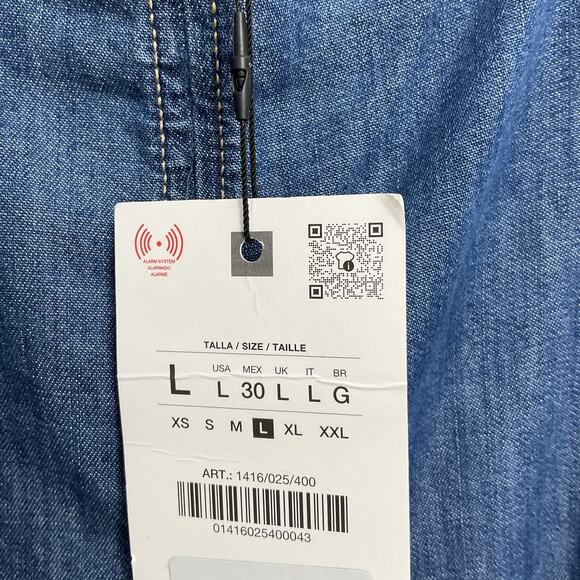 ALARM SYSTEM
ALARMADO
ALARME
TALLA / SIZE / TAILLE
L
USA MEX UK IT BR
L 30 L L G
XS S M L XL XXL
ART.: 1416/025/400
01416025400043